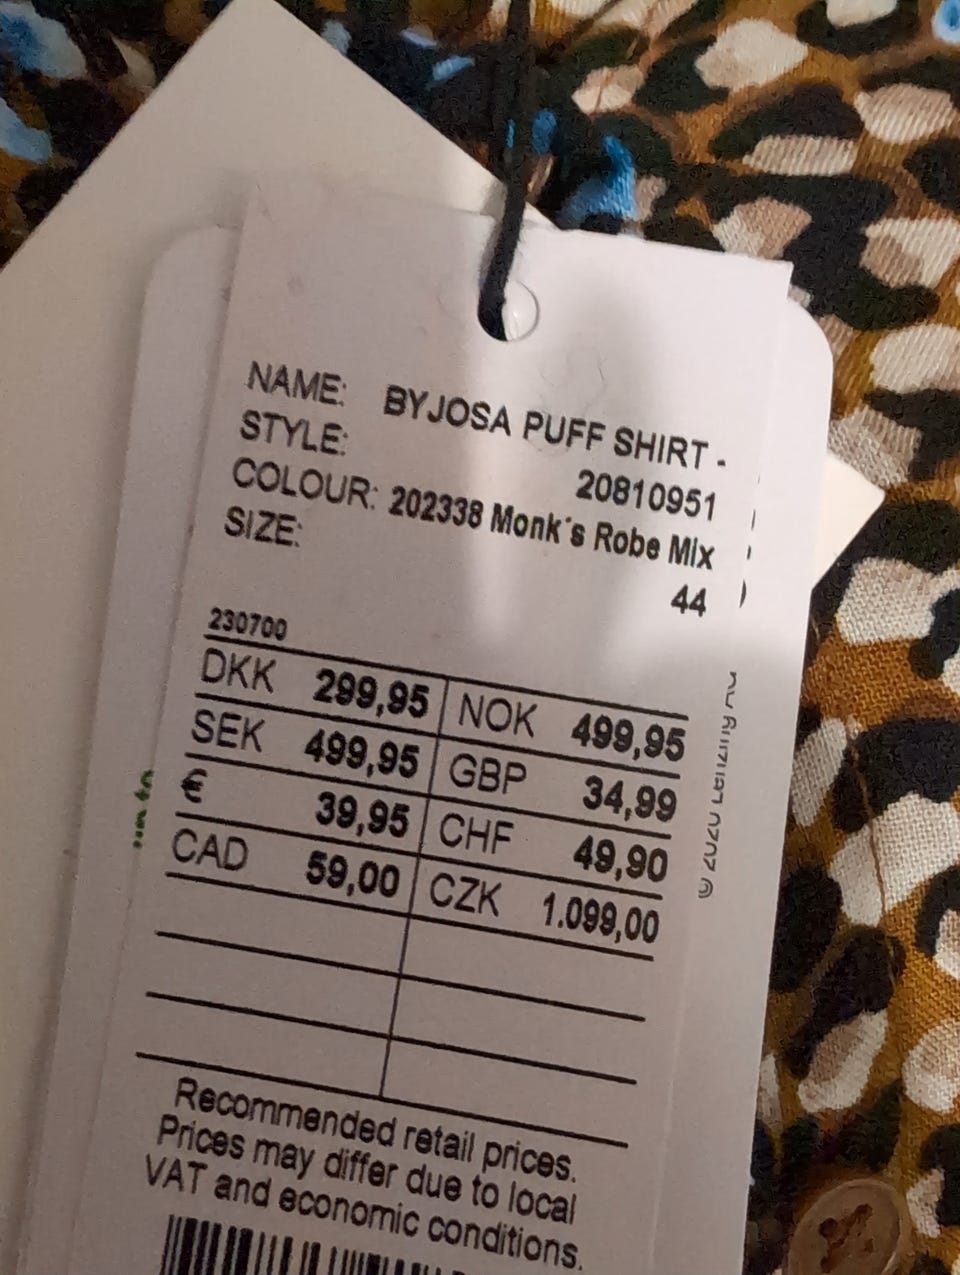 NAME: BYJOSA PUFF SHIRT -
STYLE: 20810951
COLOUR: 202338 Monk´s Robe Mix
SIZE: 44
230700
DKK 299,95 NOK 499,95
SEK 499,95 GBP 34,99
€ 39,95 CHF 49,90
CAD 59,00 CZK 1.099,00
Recommended retail prices.
Prices may differ due to local
VAT and economic conditions.
© 2020